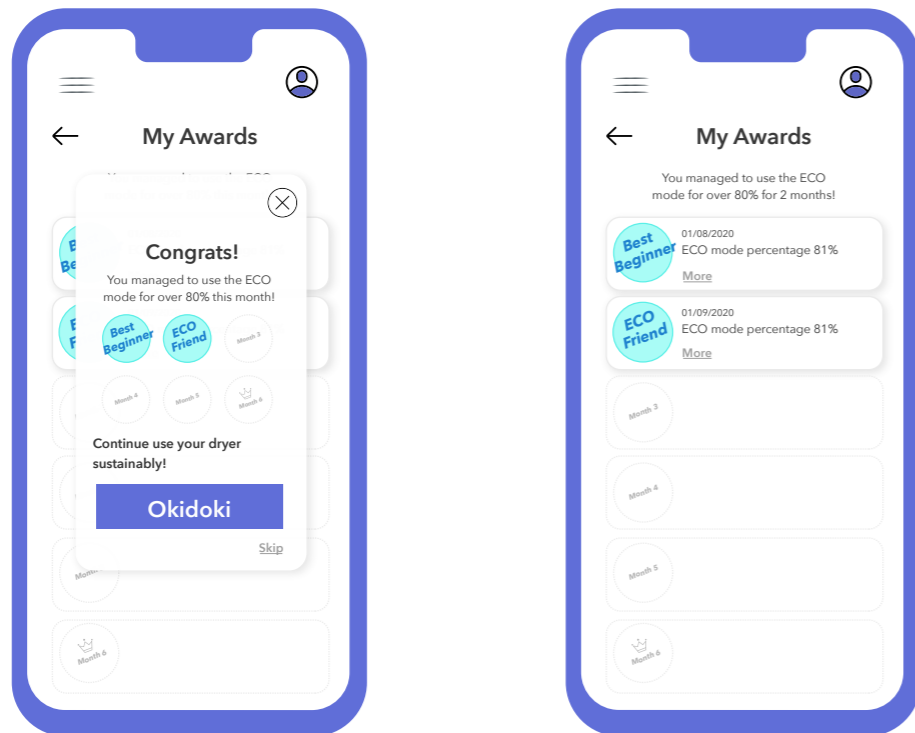 My Awards
Congrats!
You managed to use the ECO
mode for over 80% this month!
Best
Beginner
ECO
Friend
Month 3
Month 4
Month 5
Month 6
Continue use your dryer
sustainably!
Okidoki
Skip
Month 6
My Awards
You managed to use the ECO
mode for over 80% for 2 months!
Best
Beginner
01/08/2020
ECO mode percentage 81%
More
ECO
Friend
01/09/2020
ECO mode percentage 81%
More
Month 3
Month 4
Month 5
Month 6